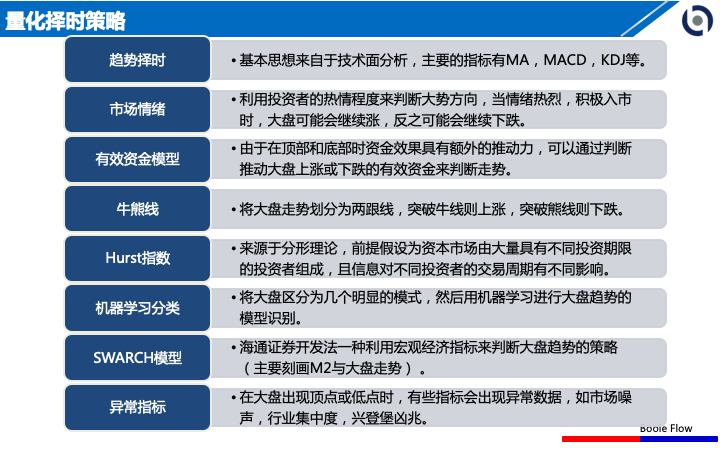 量化择时策略
趋势择时
•基本思想来自于技术面分析，主要的指标有MA，MACD，KDJ等。
市场情绪
•利用投资者的热情程度来判断大势方向，当情绪热烈，积极入市
时，大盘可能会继续涨，反之可能会继续下跌。
有效资金模型
•由于在顶部和底部时资金效果具有额外的推动力，可以通过判断
推动大盘上涨或下跌的有效资金来判断走势。
牛熊线
•将大盘走势划分为两跟线，突破牛线则上涨，突破熊线则下跌。
Hurst指数
•来源于分形理论，前提假设为资本市场由大量具有不同投资期限
的投资者组成，且信息对不同投资者的交易周期有不同影响。
机器学习分类
•将大盘区分为几个明显的模式，然后用机器学习进行大盘趋势的
模型识别。
SWARCH模型
•海通证券开发法一种利用宏观经济指标来判断大盘趋势的策略
（主要刻画M2与大盘走势）。
异常指标
•在大盘出现顶点或低点时，有些指标会出现异常数据，如市场噪
声，行业集中度，兴登堡凶兆。
Boole Flow